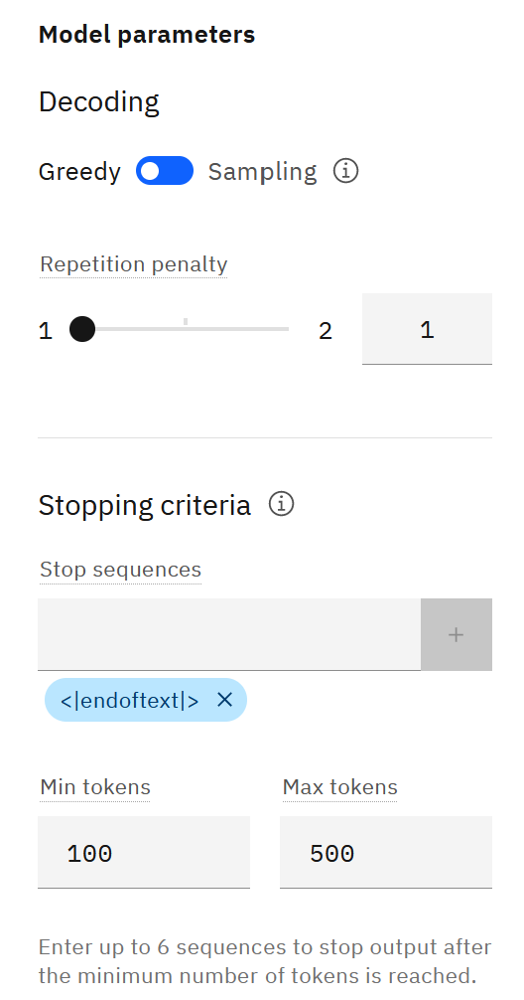 Model parameters
Decoding
Greedy Sampling
Repetition penalty
1 2 1
Stopping criteria
Stop sequences
+
<|endoftext|> ×
Min tokens Max tokens
100 500
Enter up to 6 sequences to stop output after
the minimum number of tokens is reached.